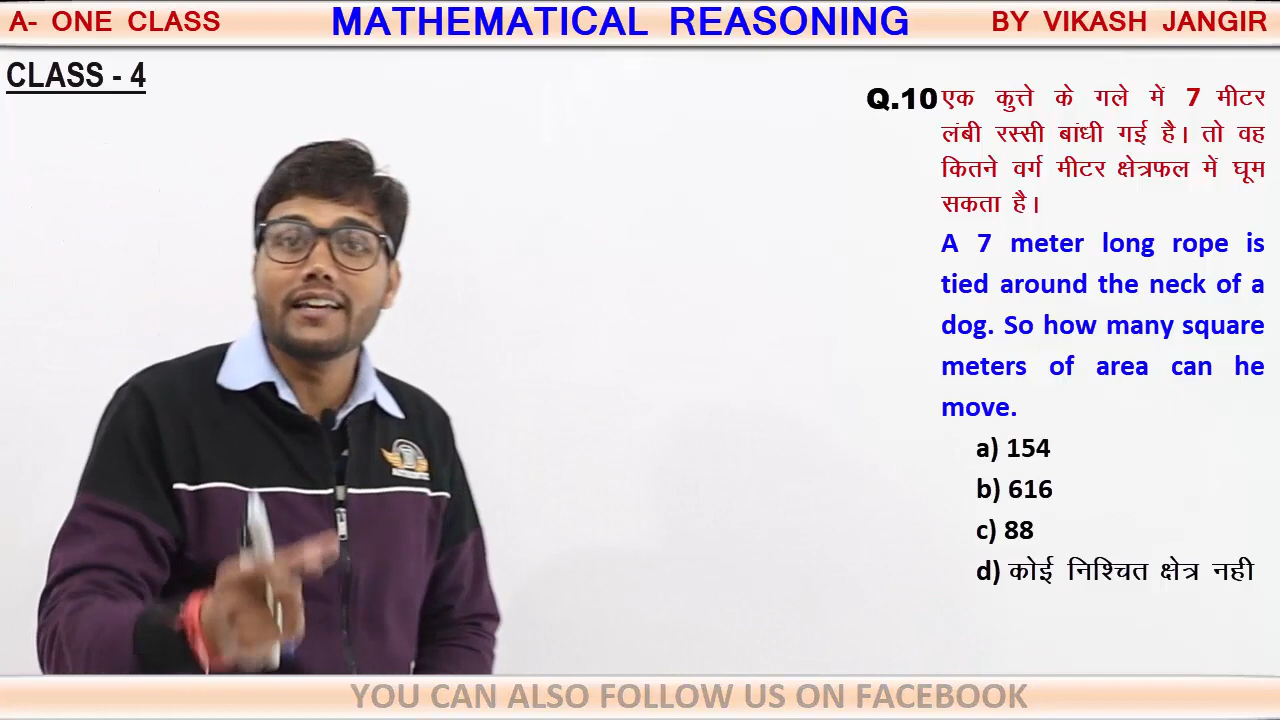 A- ONE CLASS MATHEMATICAL REASONING BY VIKASH JANGIR
CLASS - 4
Q.10 एक कुत्ते के गले में 7 मीटर
लंबी रस्सी बांधी गई है। तो वह
कितने वर्ग मीटर क्षेत्रफल में घूम
सकता है।
A 7 meter long rope is
tied around the neck of a
dog. So how many square
meters of area can he
move.
a) 154
b) 616
c) 88
d) कोई निश्चित क्षेत्र नही
YOU CAN ALSO FOLLOW US ON FACEBOOK